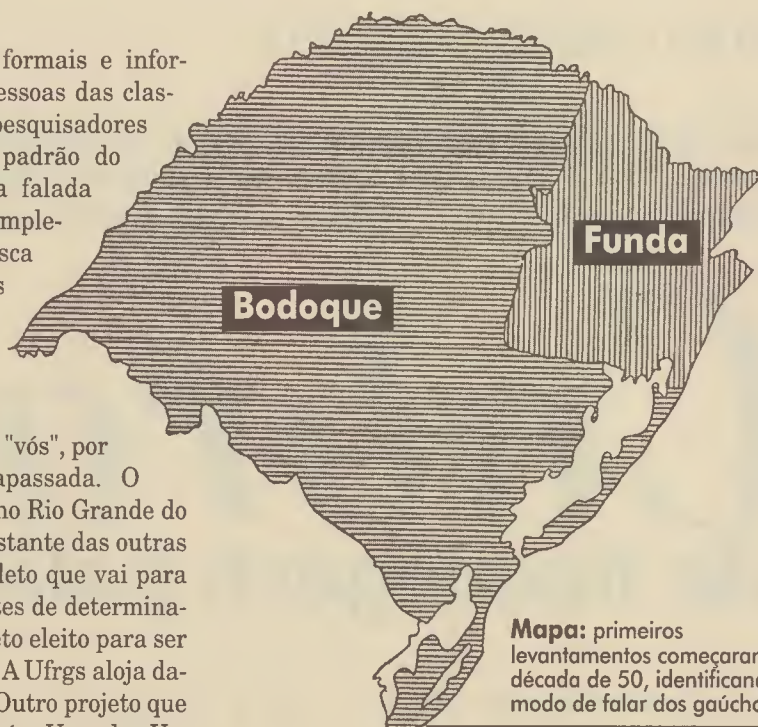 formais e infor-
essoas das clas-
pesquisadores
padrão do
a falada
mple-
sca
s
"vós", por
apassada. O
no Rio Grande do
stante das outras
leto que vai para
tes de determina-
eto eleito para ser
A Ufrgs aloja da-
Outro projeto que
Bodoque
Funda
Mapa: primeiros
levantamentos começaram
década de 50, identificand
modo de falar dos gaúcho